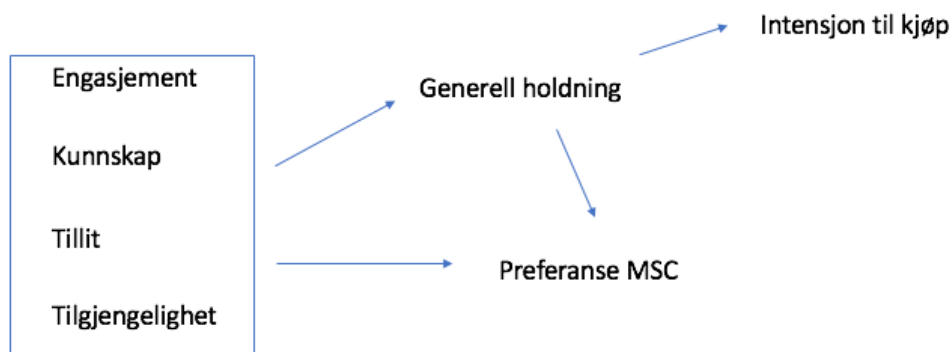 Intensjon til kjøp
Engasjement
Generell holdning
Kunnskap
Tillit
Preferanse MSC
Tilgjengelighet